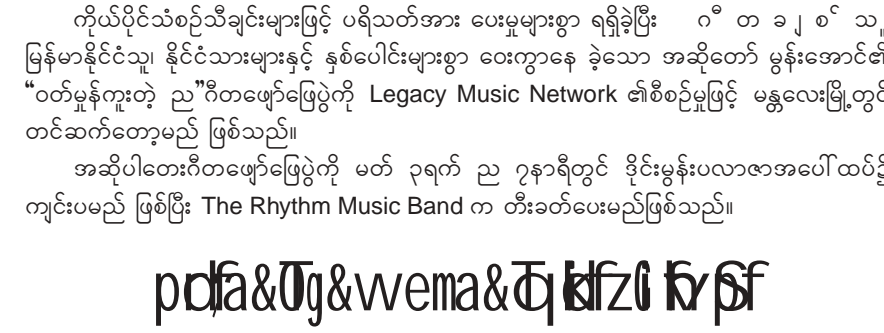 ကိုယ်ပိုင်သံစဉ်သီချင်းများဖြင့် ပရိသတ်အား ပေးမှုများစွာ ရရှိခဲ့ပြီး
မြန်မာနိုင်ငံသူ၊ နိုင်ငံသားများနှင့် နှစ်ပေါင်းများစွာ ဝေးကွာနေ ခဲ့သော အဆိုတော် မွန်းအောင်၏
“ဝတ်မှုန်ကူးတဲ့ ည”ဂီတဖျော်ဖြေပွဲကို Legacy Music Network ၏စီစဉ်မှုဖြင့် မန္တလေးမြို့တွင်
တင်ဆက်တော့မည် ဖြစ်သည်။
အဆိုပါတေးဂီတဖျော်ဖြေပွဲကို မတ် ၃ရက် ည ၇နာရီတွင် ဒိုင်းမွန်းပလာဇာအပေါ်ထပ်၌
ကျင်းပမည် ဖြစ်ပြီး The Rhythm Music Band က တီးခတ်ပေးမည်ဖြစ်သည်။